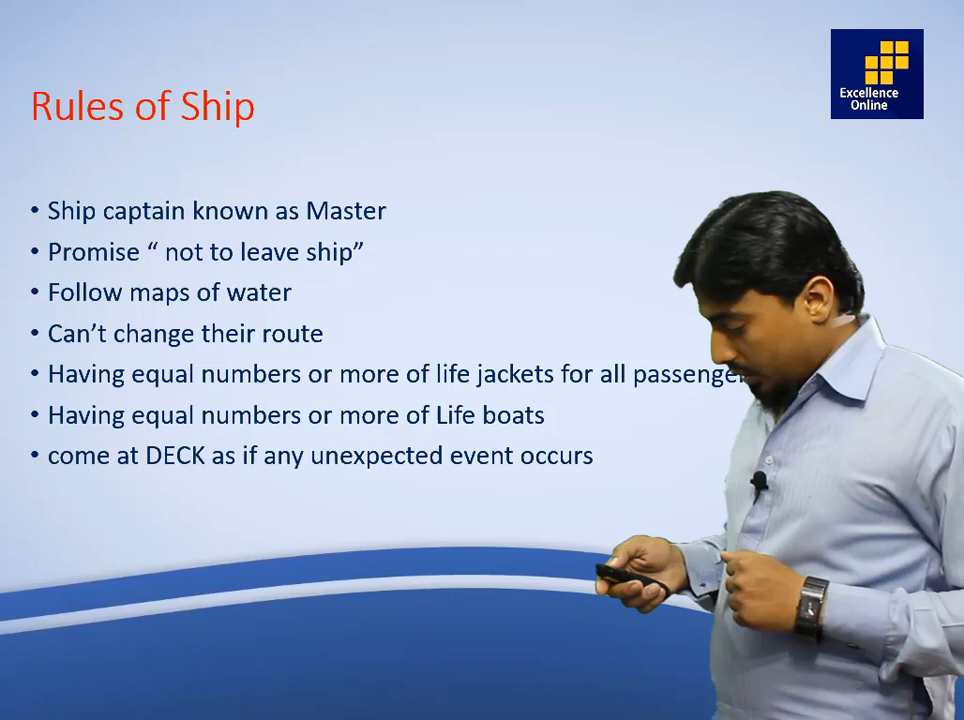 Excellence
Online
Rules of Ship
• Ship captain known as Master
• Promise “ not to leave ship”
• Follow maps of water
• Can’t change their route
• Having equal numbers or more of life jackets for all
• Having equal numbers or more of Life boats
• come at DECK as if any unexpected event occurs